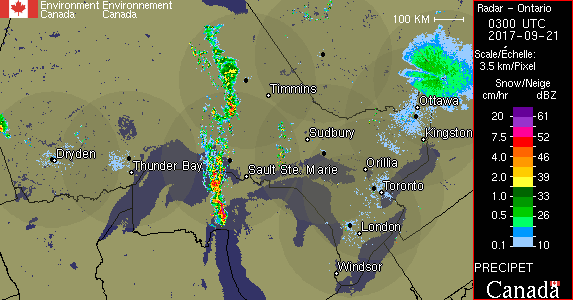 Environment Environnement
Canada Canada
100 KM
Timmins
Ottawa
Sudbury
Kingston
Dryden
Thunder Bay
Sault Ste. Marie
Orillia
Toronto
London
Windsor
Radar - Ontario
0300 UTC
2017-09-21
Scale/Échelle:
3.5 km/Pixel
Snow/Neige
cm/hr dBZ
20 61
7.5 52
4.0 46
2.0 39
1.0 33
0.5 26
0.1 10
PRECIPET
Canada